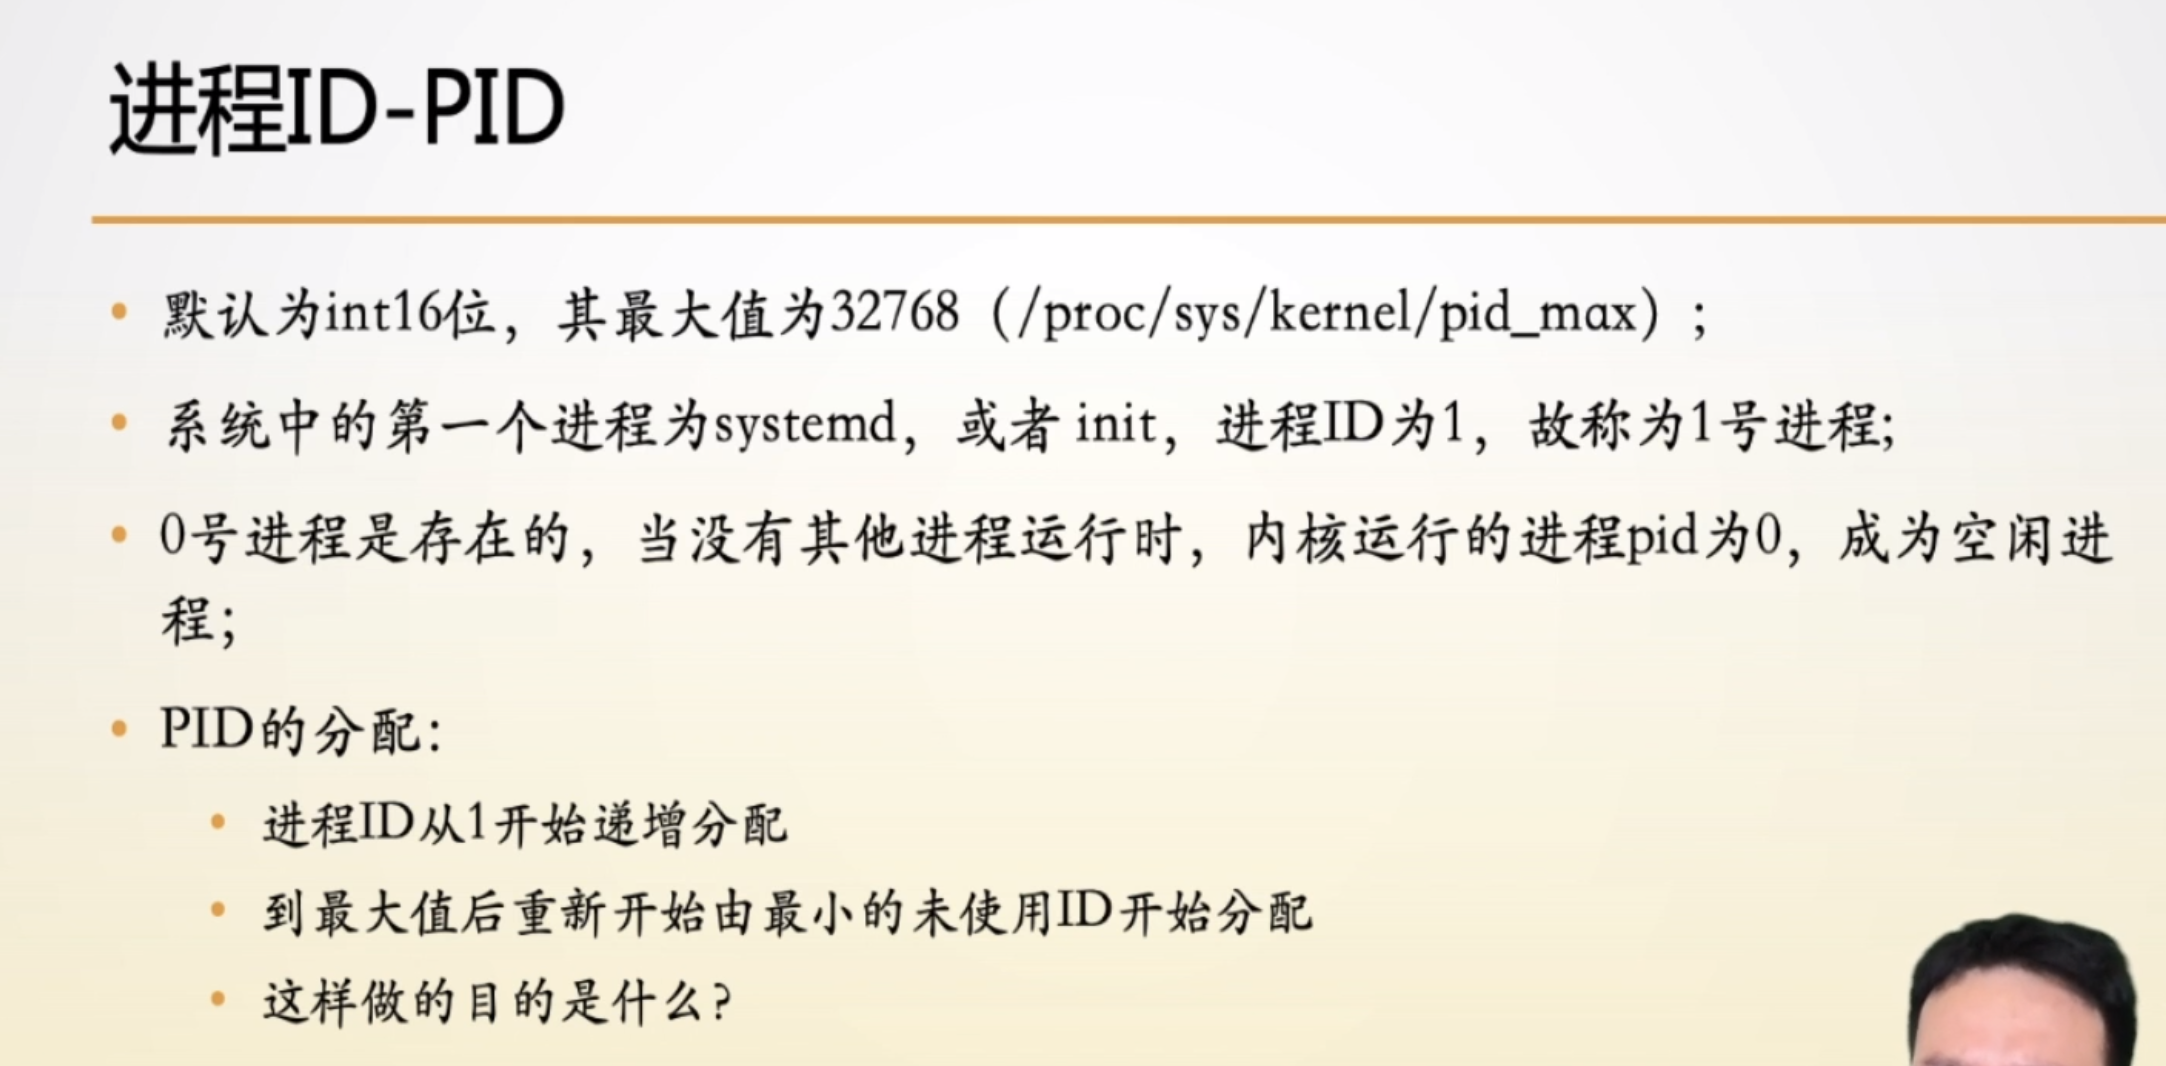 进程ID-PID
默认为int16位，其最大值为32768（/proc/sys/kernel/pid_max）;
系统中的第一个进程为systemd，或者 init，进程ID为1，故称为1号进程;
0号进程是存在的，当没有其他进程运行时，内核运行的进程pid为0，成为空闲进
程;
PID的分配:
进程ID从1开始递增分配
到最大值后重新开始由最小的未使用ID开始分配
这样做的目的是什么?